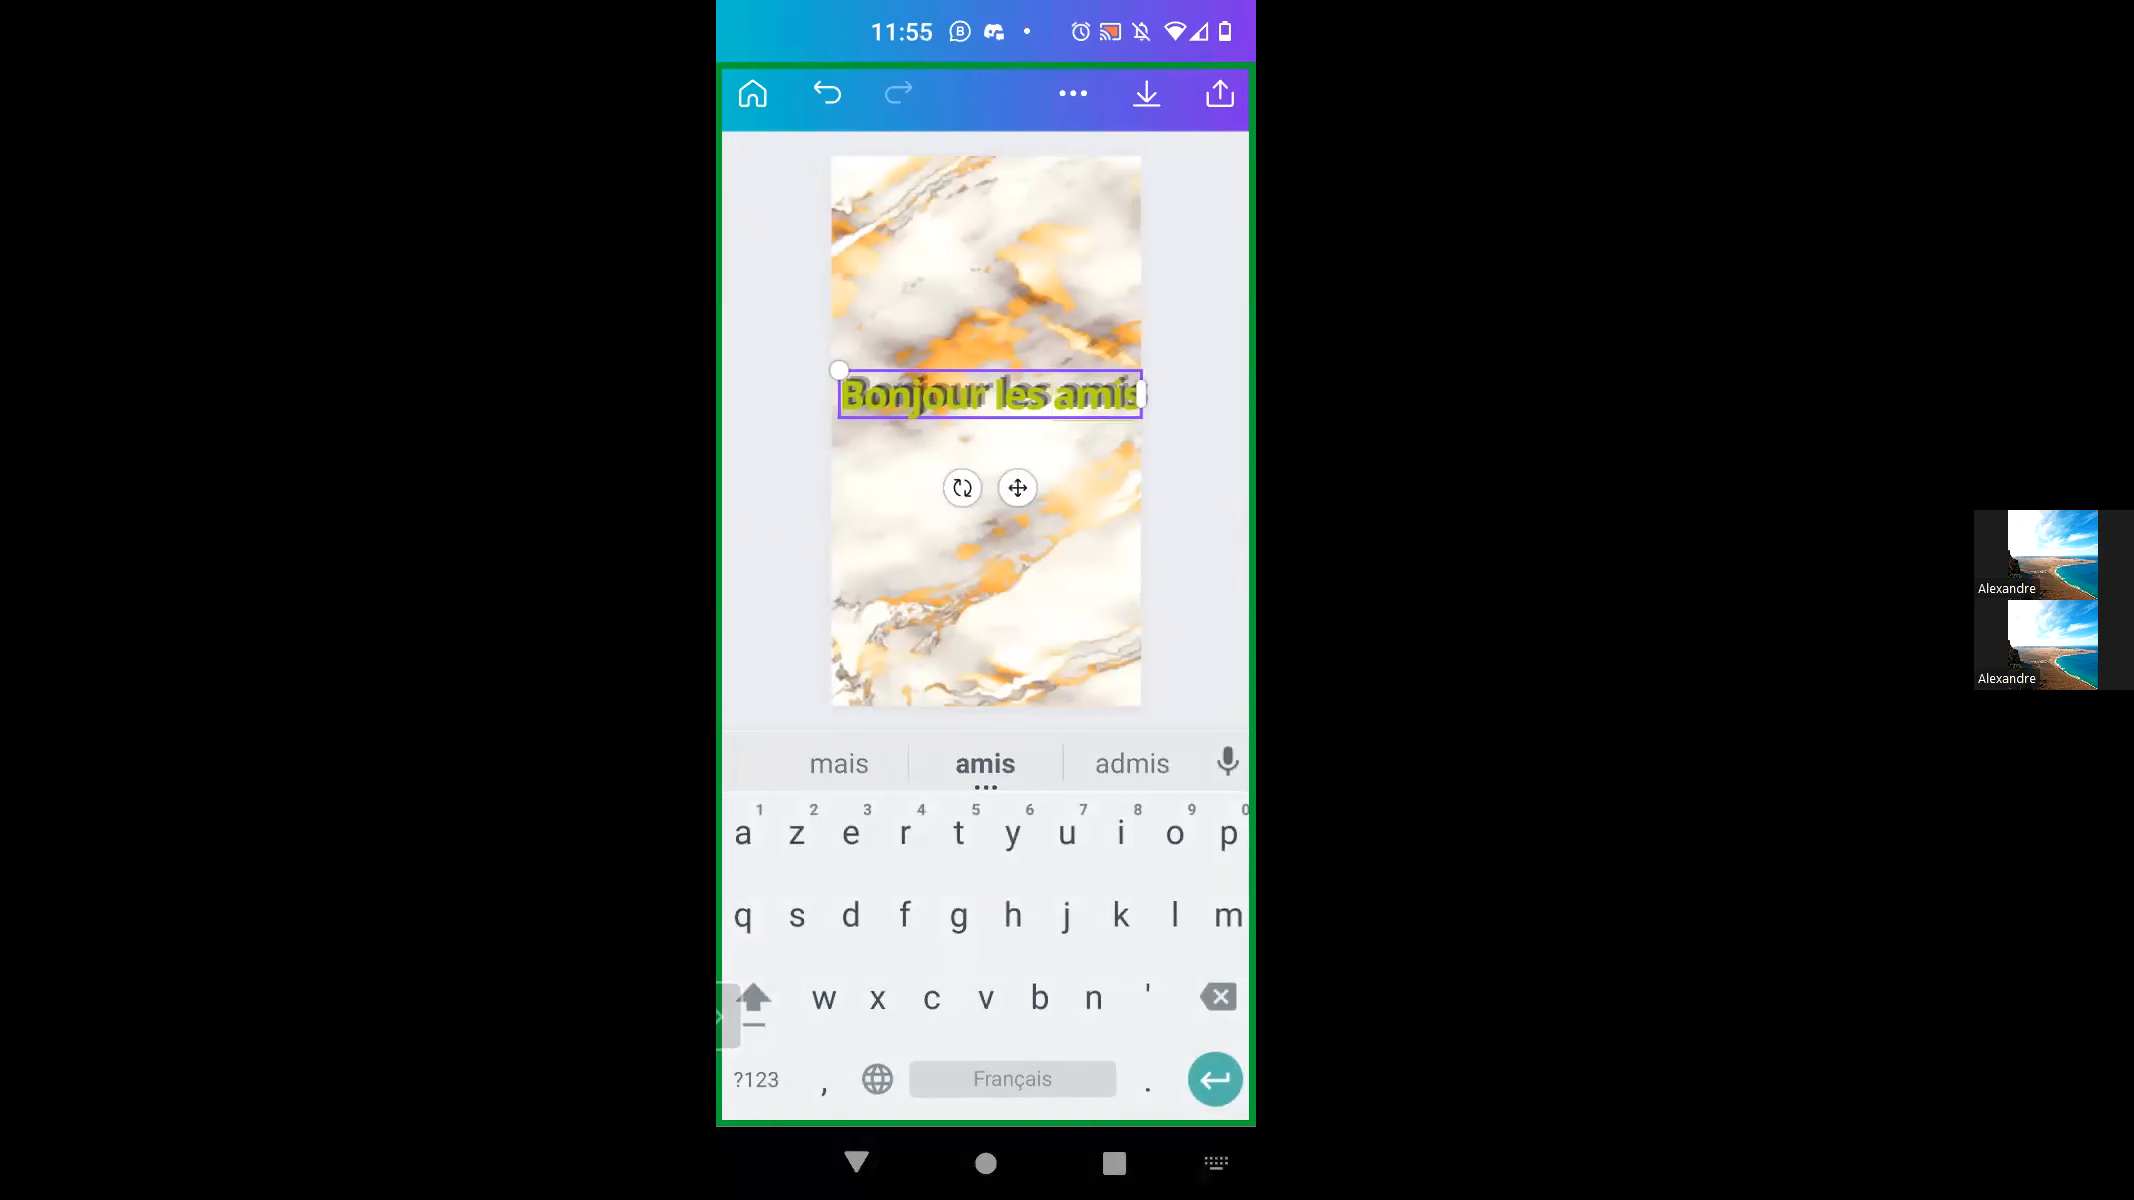 11:55
Bonjour les amis
mais amis admis
1 2 3 4 5 6 7 8 9 0
a z e r t y u i o p
q s d f g h j k l m
w x c v b n '
?123 , Français .
Alexandre
Alexandre